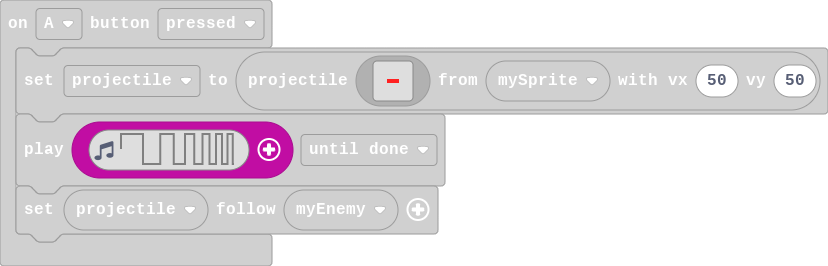 on A button pressed
set projectile to projectile from mySprite with vx 50 vy 50
play until done
set projectile follow myEnemy